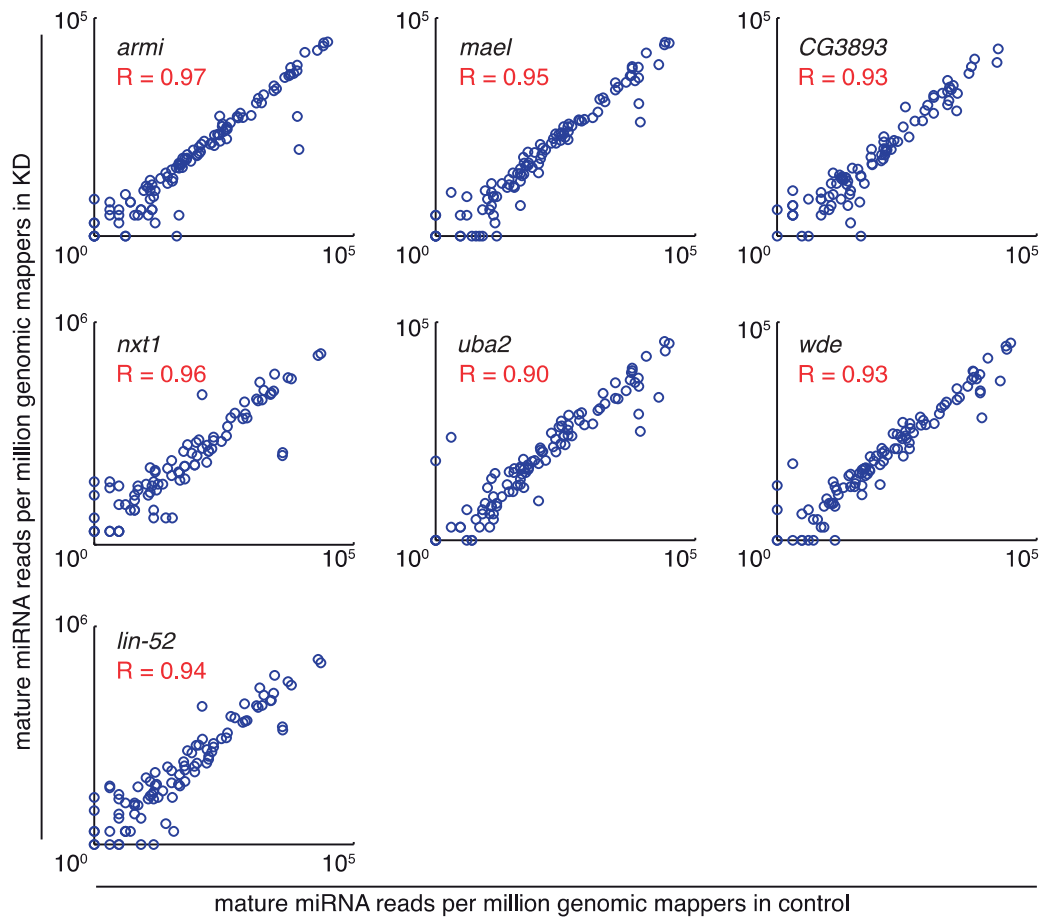 mature miRNA reads per million genomic mappers in KD
10⁵
armi
R = 0.97
10⁰
10⁵
10⁵
mael
R = 0.95
10⁰
10⁵
10⁵
CG3893
R = 0.93
10⁰
10⁵
10⁶
nxt1
R = 0.96
10⁰
10⁵
10⁵
uba2
R = 0.90
10⁰
10⁵
10⁵
wde
R = 0.93
10⁰
10⁵
10⁶
lin-52
R = 0.94
10⁰
10⁵
mature miRNA reads per million genomic mappers in control